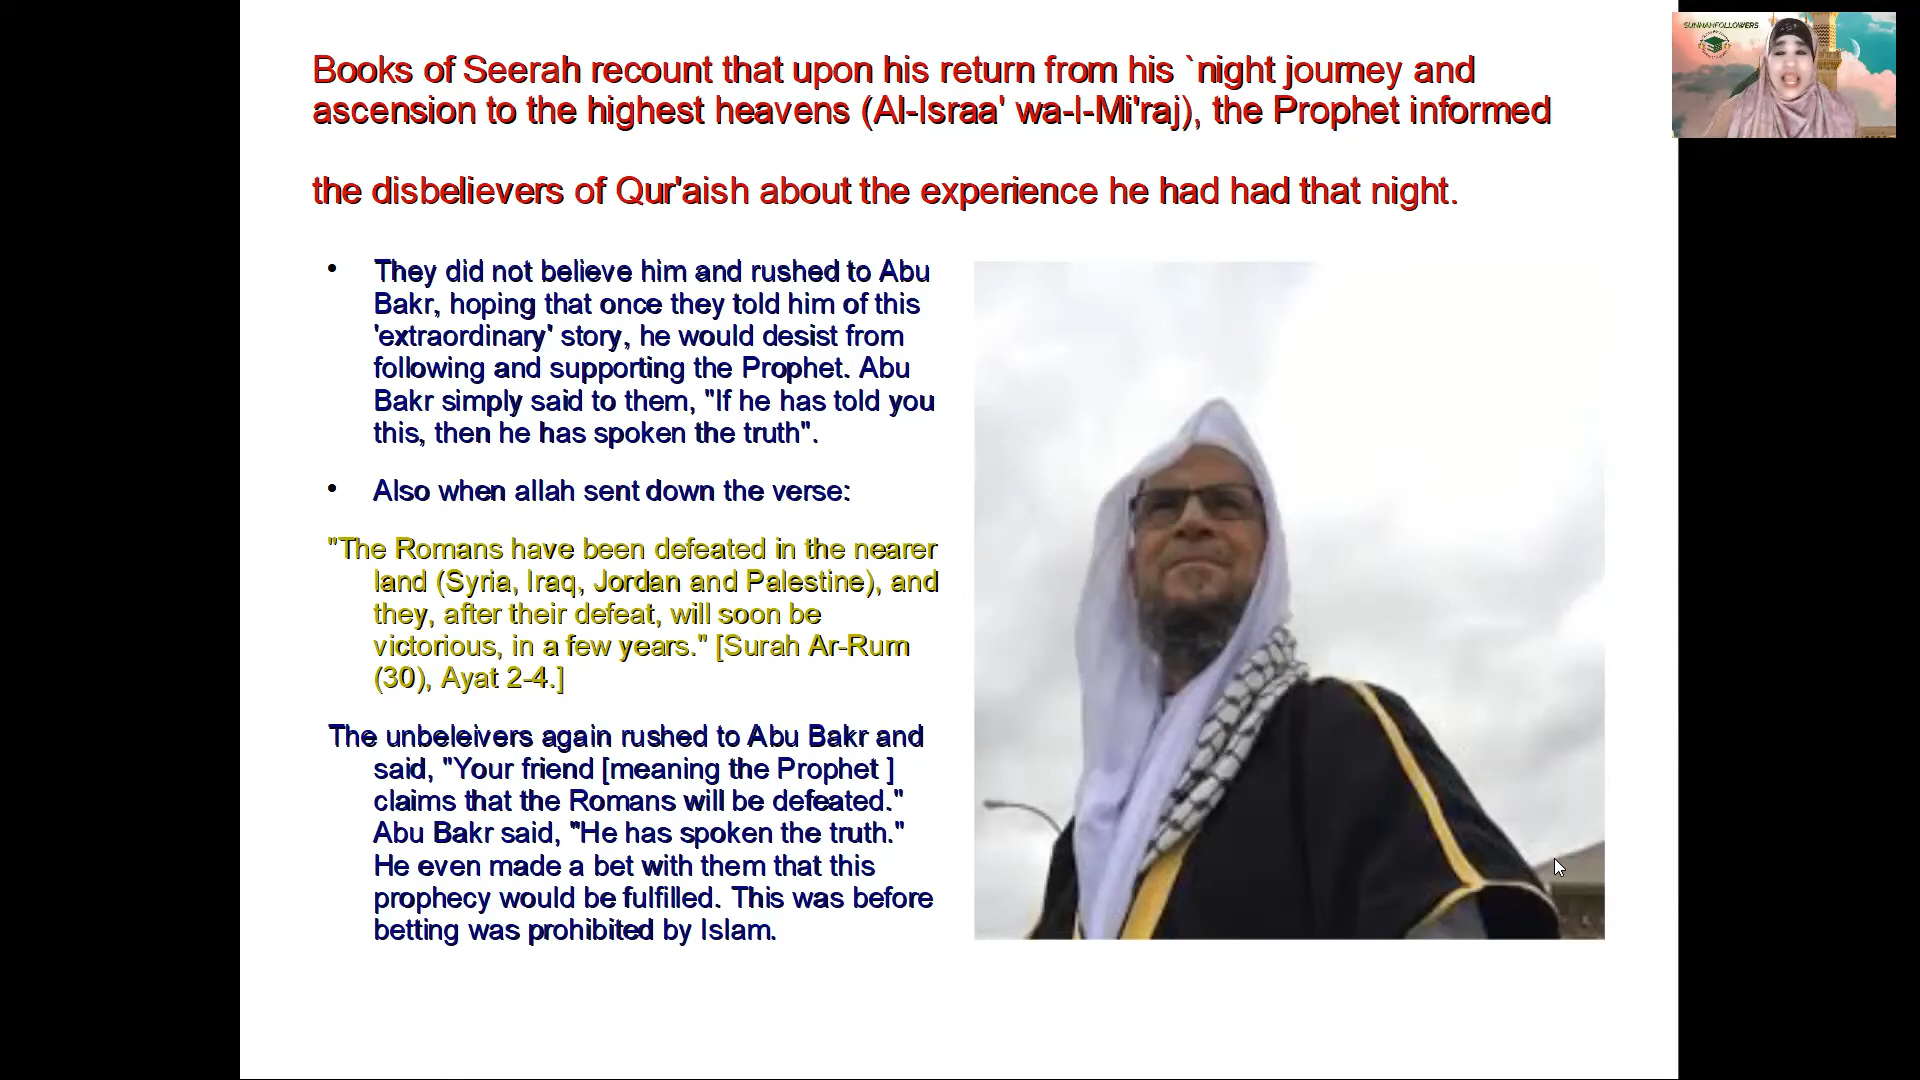 Books of Seerah recount that upon his return from his `night journey and
ascension to the highest heavens (Al-Israa' wa-l-Mi'raj), the Prophet informed
the disbelievers of Qur'aish about the experience he had had that night.
• They did not believe him and rushed to Abu
Bakr, hoping that once they told him of this
'extraordinary' story, he would desist from
following and supporting the Prophet. Abu
Bakr simply said to them, "If he has told you
this, then he has spoken the truth".
• Also when allah sent down the verse:
"The Romans have been defeated in the nearer
land (Syria, Iraq, Jordan and Palestine), and
they, after their defeat, will soon be
victorious, in a few years." [Surah Ar-Rum
(30), Ayat 2-4.]
The unbeleivers again rushed to Abu Bakr and
said, "Your friend [meaning the Prophet ]
claims that the Romans will be defeated."
Abu Bakr said, "He has spoken the truth."
He even made a bet with them that this
prophecy would be fulfilled. This was before
betting was prohibited by Islam.
SUNNAHFOLLOWERS